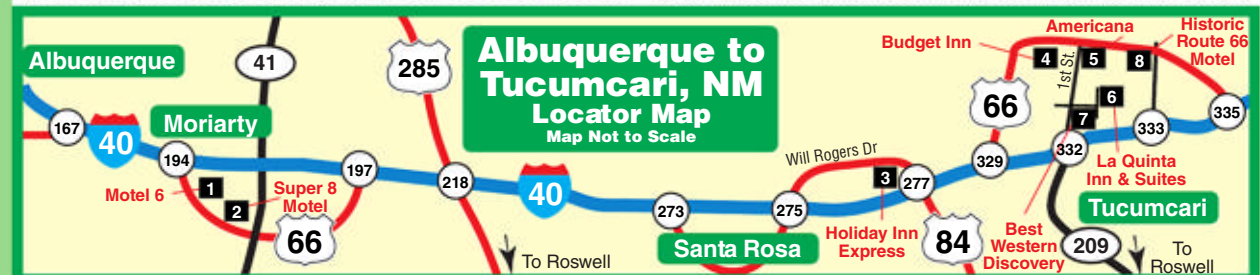 Albuquerque to
Tucumcari, NM
Locator Map
Map Not to Scale
Albuquerque
41
285
167
40
Moriarty
194
197
Motel 6
1
2
Super 8
Motel
66
218
To Roswell
40
273
275
Santa Rosa
Will Rogers Dr
3
277
Holiday Inn
Express
84
Budget Inn
Americana
Historic
Route 66
Motel
4
5
8
1st St.
66
6
7
329
332
333
335
La Quinta
Inn & Suites
Best
Western
Discovery
Tucumcari
209
To
Roswell